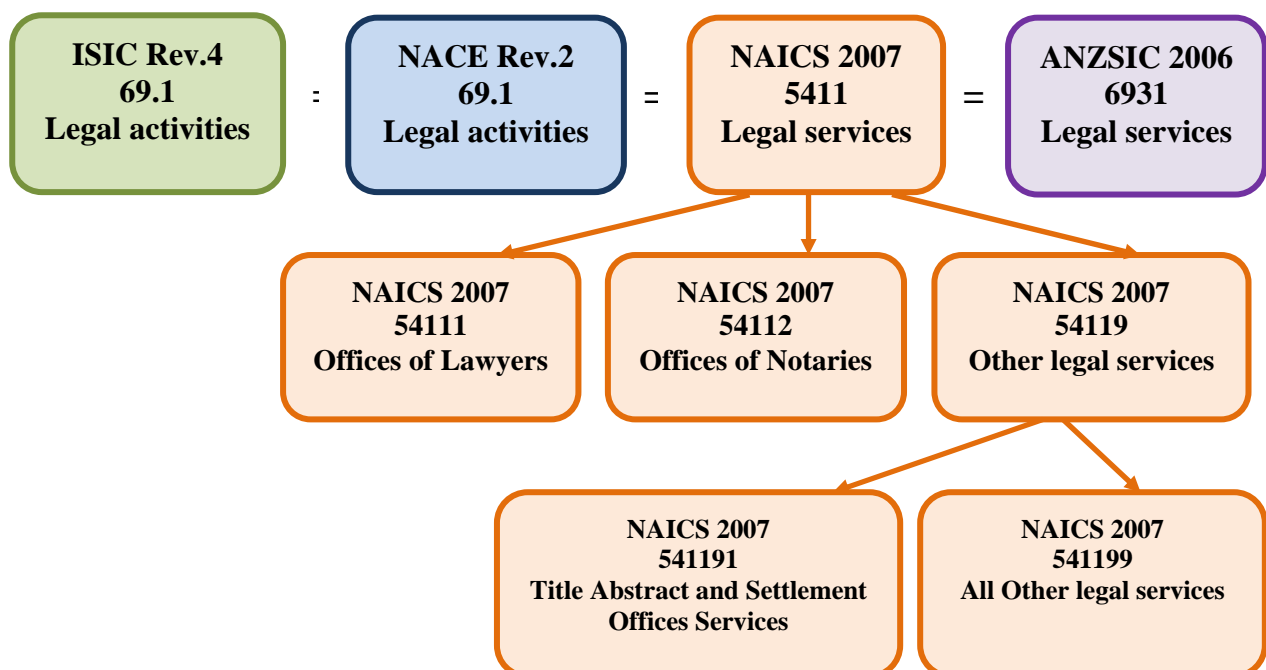 ISIC Rev.4
69.1
Legal activities
=
NACE Rev.2
69.1
Legal activities
=
NAICS 2007
5411
Legal services
=
ANZSIC 2006
6931
Legal services
NAICS 2007
54111
Offices of Lawyers
NAICS 2007
54112
Offices of Notaries
NAICS 2007
54119
Other legal services
NAICS 2007
541191
Title Abstract and Settlement
Offices Services
NAICS 2007
541199
All Other legal services